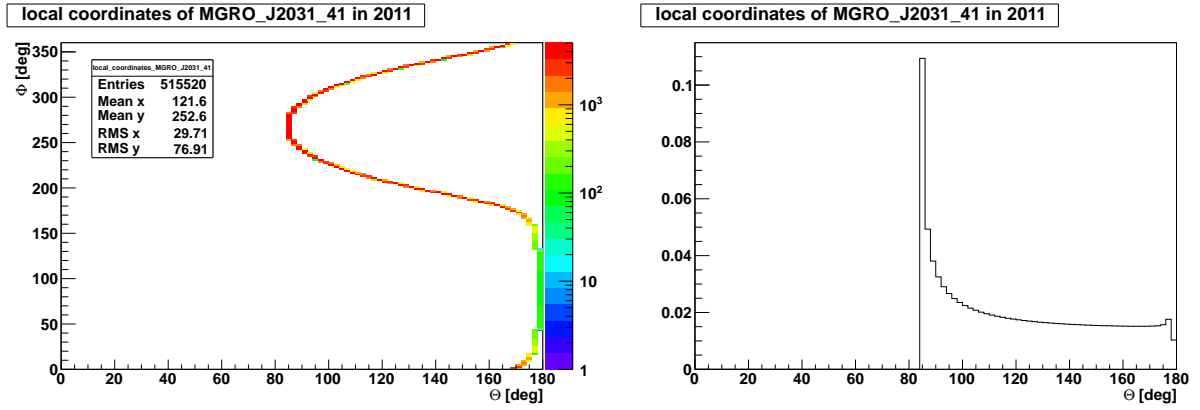 local coordinates of MGRO_J2031_41 in 2011
Φ [deg]
350
300
250
200
150
100
50
0
local_coordinates_MGRO_J2031_41
Entries 515520
Mean x 121.6
Mean y 252.6
RMS x 29.71
RMS y 76.91
10³
10²
10
1
0 20 40 60 80 100 120 140 160 180
Θ [deg]
local coordinates of MGRO_J2031_41 in 2011
0.1
0.08
0.06
0.04
0.02
0
0 20 40 60 80 100 120 140 160 180
Θ [deg]